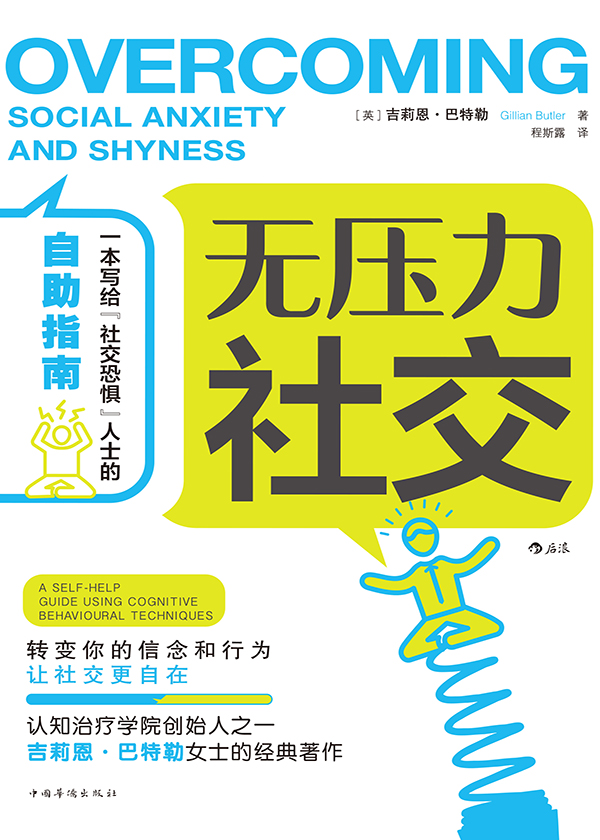 OVERCOMING
SOCIAL ANXIETY
AND SHYNESS
[英] 吉莉恩·巴特勒 Gillian Butler 著
程斯露 译
一本写给『社交恐惧』人士的
自助指南
无压力
社交
后浪
A SELF-HELP
GUIDE USING COGNITIVE
BEHAVIOURAL TECHNIQUES
转变你的信念和行为
让社交更自在
认知治疗学院创始人之一
吉莉恩·巴特勒女士的经典著作
中国华侨出版社